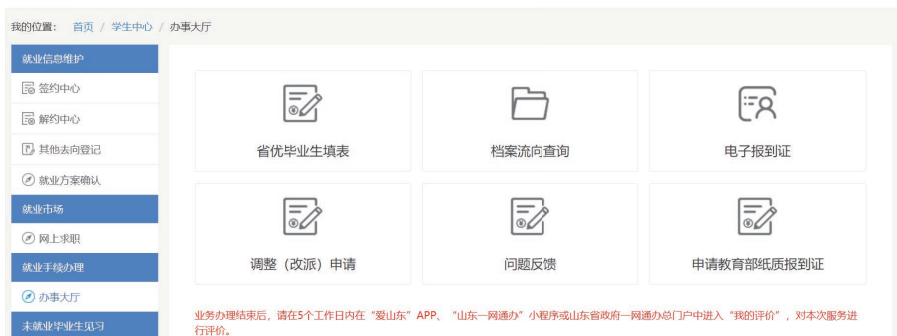 我的位置： 首页 / 学生中心 / 办事大厅
就业信息维护
签约中心
解约中心
其他去向登记
就业方案确认
就业市场
网上求职
就业手续办理
办事大厅
未就业毕业生见习
省优毕业生填表
档案流向查询
电子报到证
调整（改派）申请
问题反馈
申请教育部纸质报到证
业务办理结束后，请在5个工作日内在“爱山东”APP、“山东一网通办”小程序或山东省政府一网通办总门户中进入“我的评价”，对本次服务进
行评价。